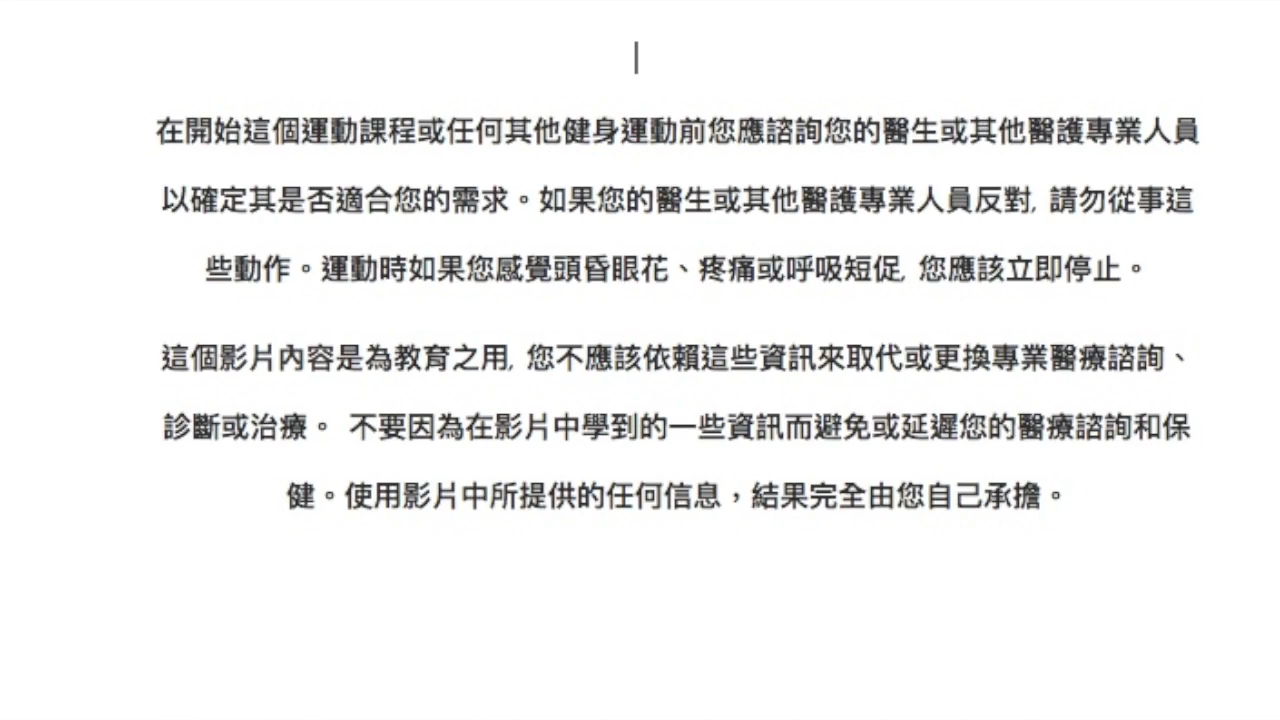 在開始這個運動課程或任何其他健身運動前您應諮詢您的醫生或其他醫護專業人員
以確定其是否適合您的需求。如果您的醫生或其他醫護專業人員反對, 請勿從事這
些動作。運動時如果您感覺頭昏眼花、疼痛或呼吸短促, 您應該立即停止。
這個影片內容是為教育之用, 您不應該依賴這些資訊來取代或更換專業醫療諮詢、
診斷或治療。 不要因為在影片中學到的一些資訊而避免或延遲您的醫療諮詢和保
健。使用影片中所提供的任何信息，結果完全由您自己承擔。